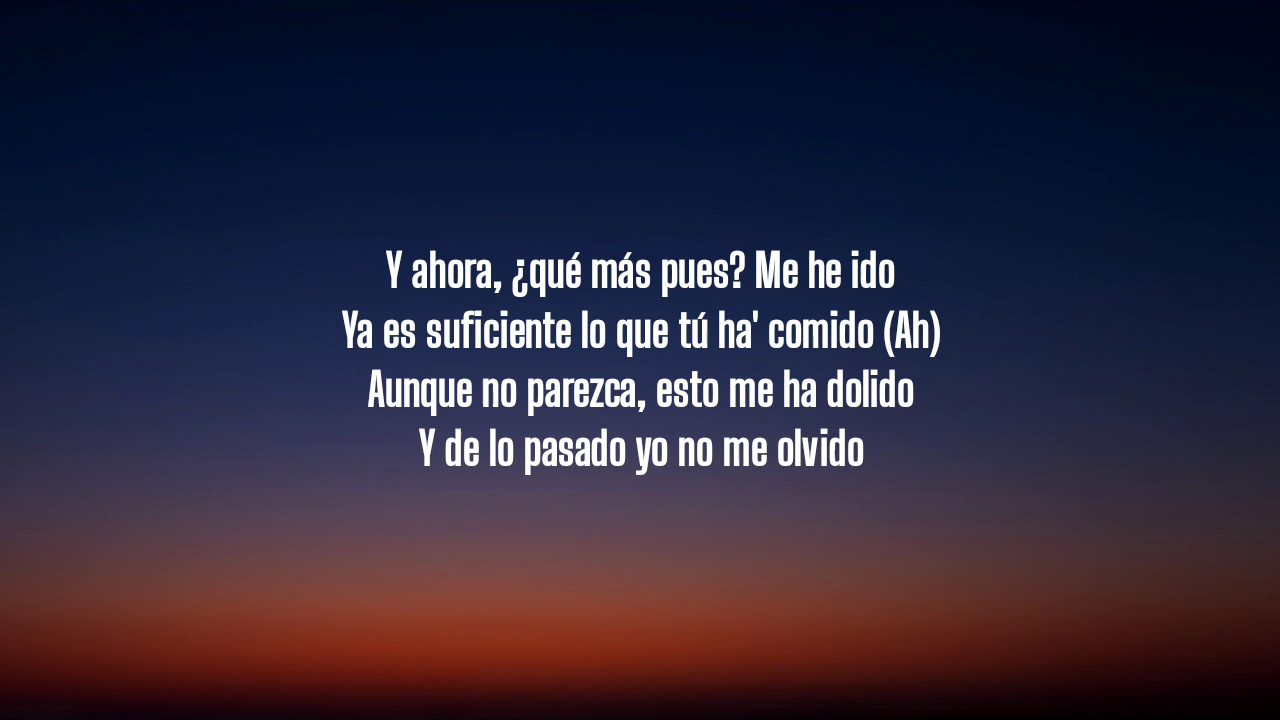 Y ahora, ¿qué más pues? Me he ido
Ya es suficiente lo que tú ha' comido (Ah)
Aunque no parezca, esto me ha dolido
Y de lo pasado yo no me olvido